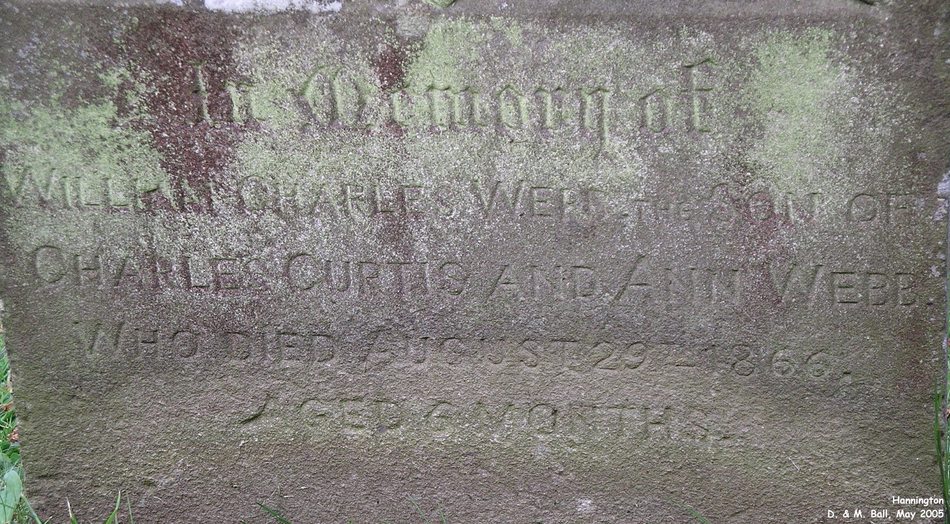 In Memory of
WILLIAM CHARLES WEBB THE SON OF
CHARLES CURTIS AND ANN WEBB.
WHO DIED AUGUST 29TH 1866.
AGED 6 MONTHS.
Hannington
D. & M. Ball, May 2005